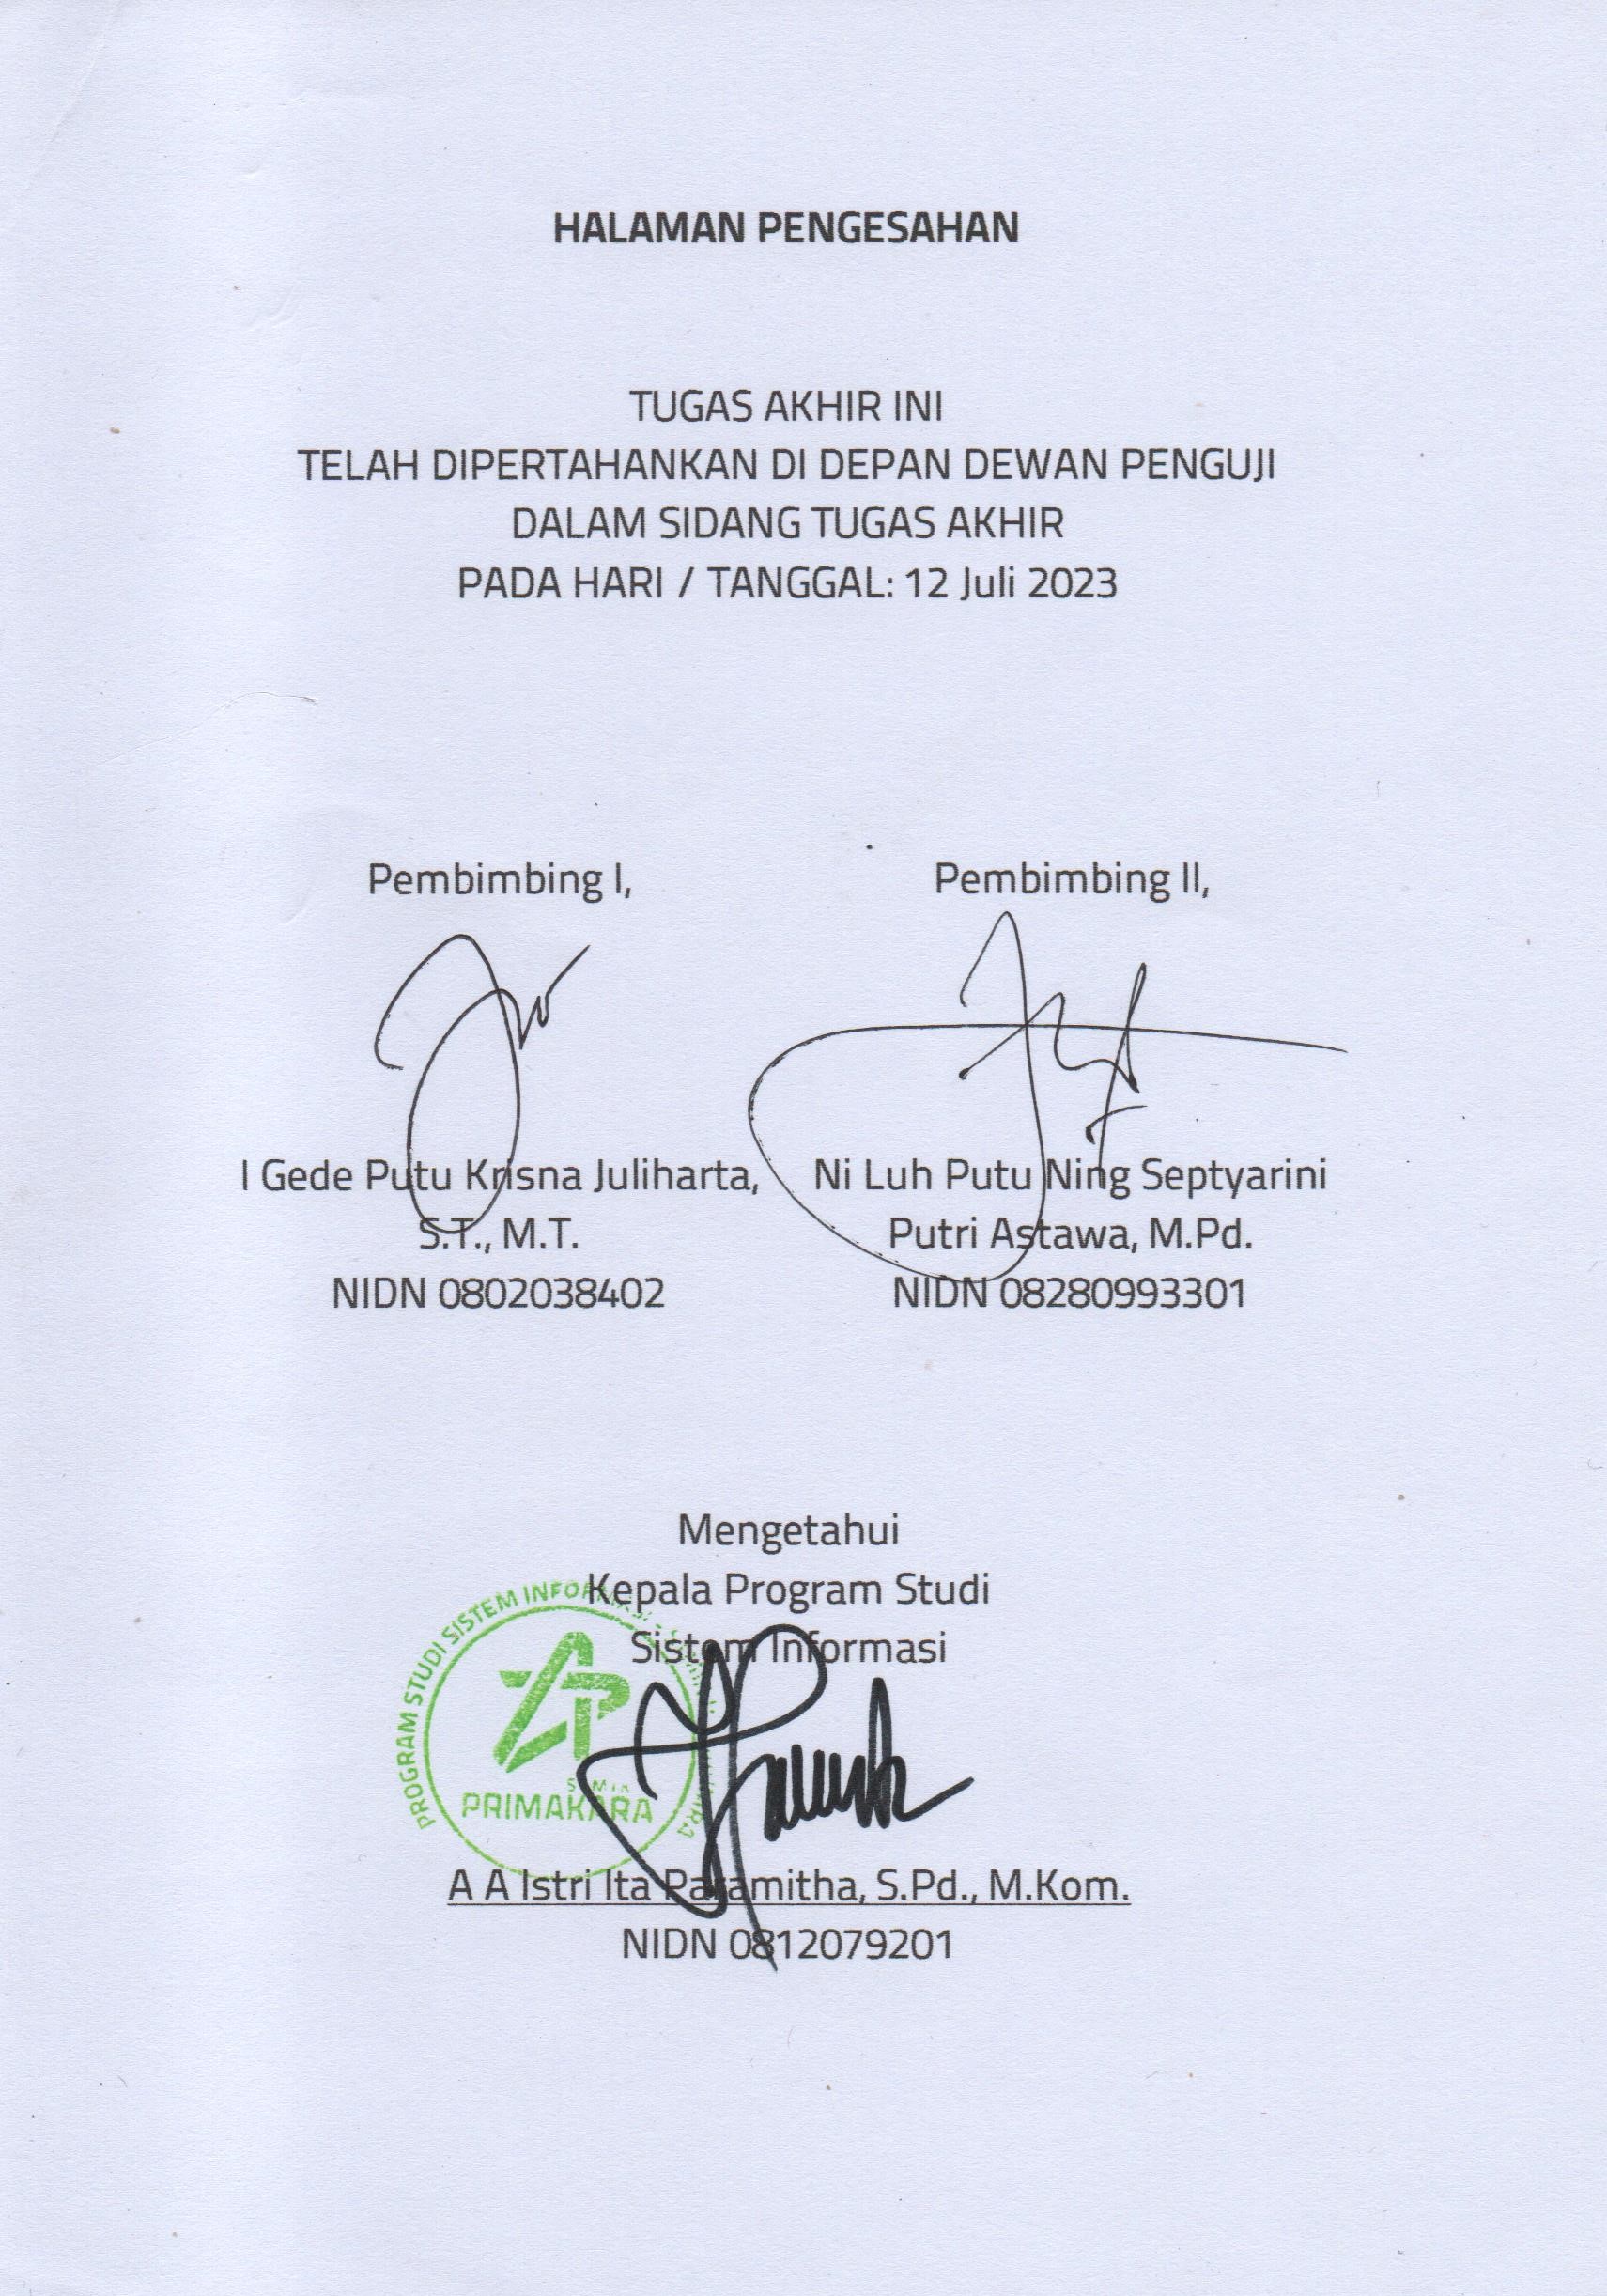 HALAMAN PENGESAHAN
TUGAS AKHIR INI
TELAH DIPERTAHANKAN DI DEPAN DEWAN PENGUJI
DALAM SIDANG TUGAS AKHIR
PADA HARI / TANGGAL: 12 Juli 2023
Pembimbing I,
I Gede Putu Krisna Juliharta,
S.T., M.T.
NIDN 0802038402
Pembimbing II,
Ni Luh Putu Ning Septyarini
Putri Astawa, M.Pd.
NIDN 08280993301
Mengetahui
Kepala Program Studi
Sistem Informasi
PROGRAM STUDI SISTEM INFORMASI
STMIK
PRIMAKARA
A A Istri Ita Paramitha, S.Pd., M.Kom.
NIDN 0812079201